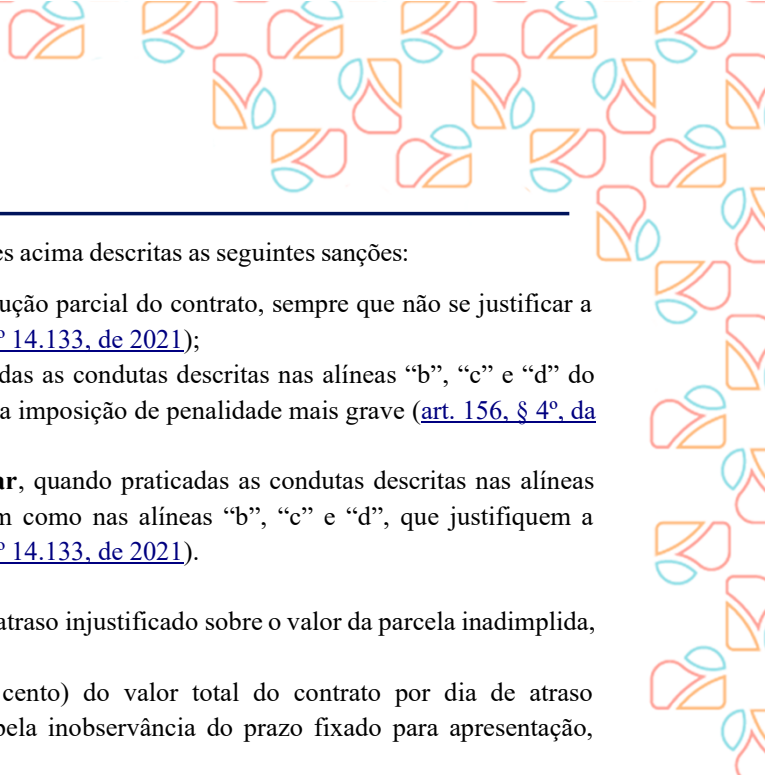 es acima descritas as seguintes sanções:
ução parcial do contrato, sempre que não se justificar a
º 14.133, de 2021);
das as condutas descritas nas alíneas “b”, “c” e “d” do
a imposição de penalidade mais grave (art. 156, § 4º, da
ar, quando praticadas as condutas descritas nas alíneas
m como nas alíneas “b”, “c” e “d”, que justifiquem a
º 14.133, de 2021).
atraso injustificado sobre o valor da parcela inadimplida,
cento) do valor total do contrato por dia de atraso
pela inobservância do prazo fixado para apresentação,